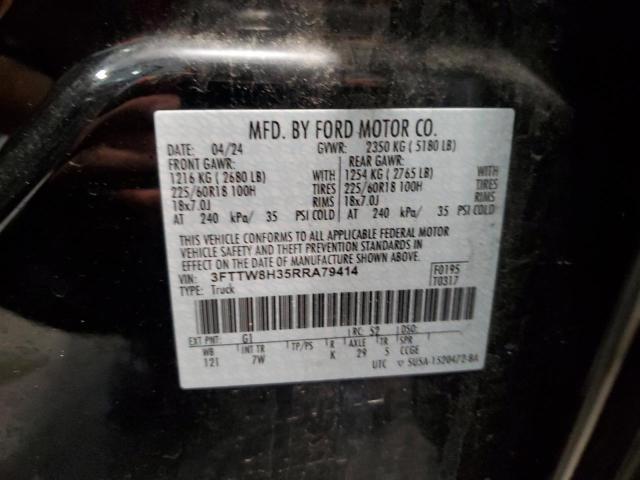 MFD. BY FORD MOTOR CO.
DATE: 04/24 GVWR: 2350 KG ( 5180 LB)
FRONT GAWR: REAR GAWR:
1216 KG ( 2680 LB) WITH 1254 KG ( 2765 LB) WITH
225/60R18 100H TIRES 225/60R18 100H TIRES
18x7.0J RIMS 18x7.0J RIMS
AT 240 kPa/ 35 PSI COLD AT 240 kPa/ 35 PSI COLD
THIS VEHICLE CONFORMS TO ALL APPLICABLE FEDERAL MOTOR
VEHICLE SAFETY AND THEFT PREVENTION STANDARDS IN
EFFECT ON THE DATE OF MANUFACTURE SHOWN ABOVE.
VIN: 3FTTW8H35RRA79414 F0195
TYPE: Truck T0317
EXT PNT: G1 RC: 52 DSO:
WB INT TR TP/PS R AXLE TR SPR
121 7W K 29 5 CCGE
UTC ▽ 5U5A-1520472-BA